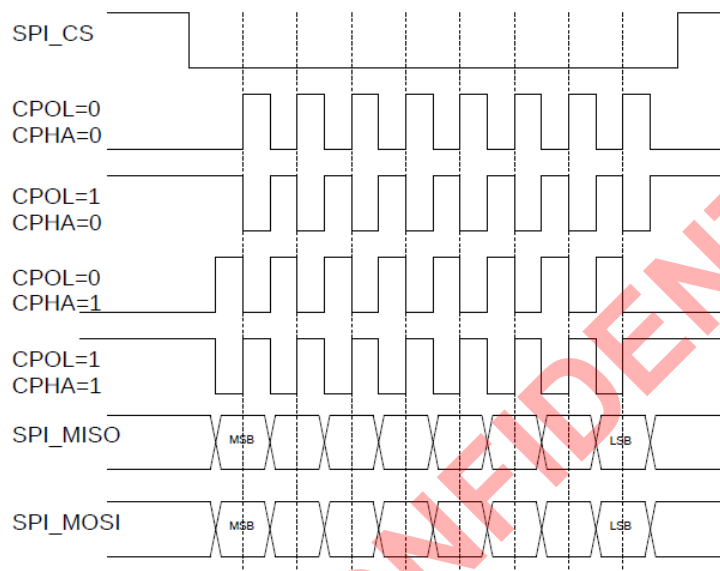 SPI_CS
CPOL=0
CPHA=0
CPOL=1
CPHA=0
CPOL=0
CPHA=1
CPOL=1
CPHA=1
SPI_MISO
MSB
LSB
SPI_MOSI
MSB
LSB
ONFIDENT